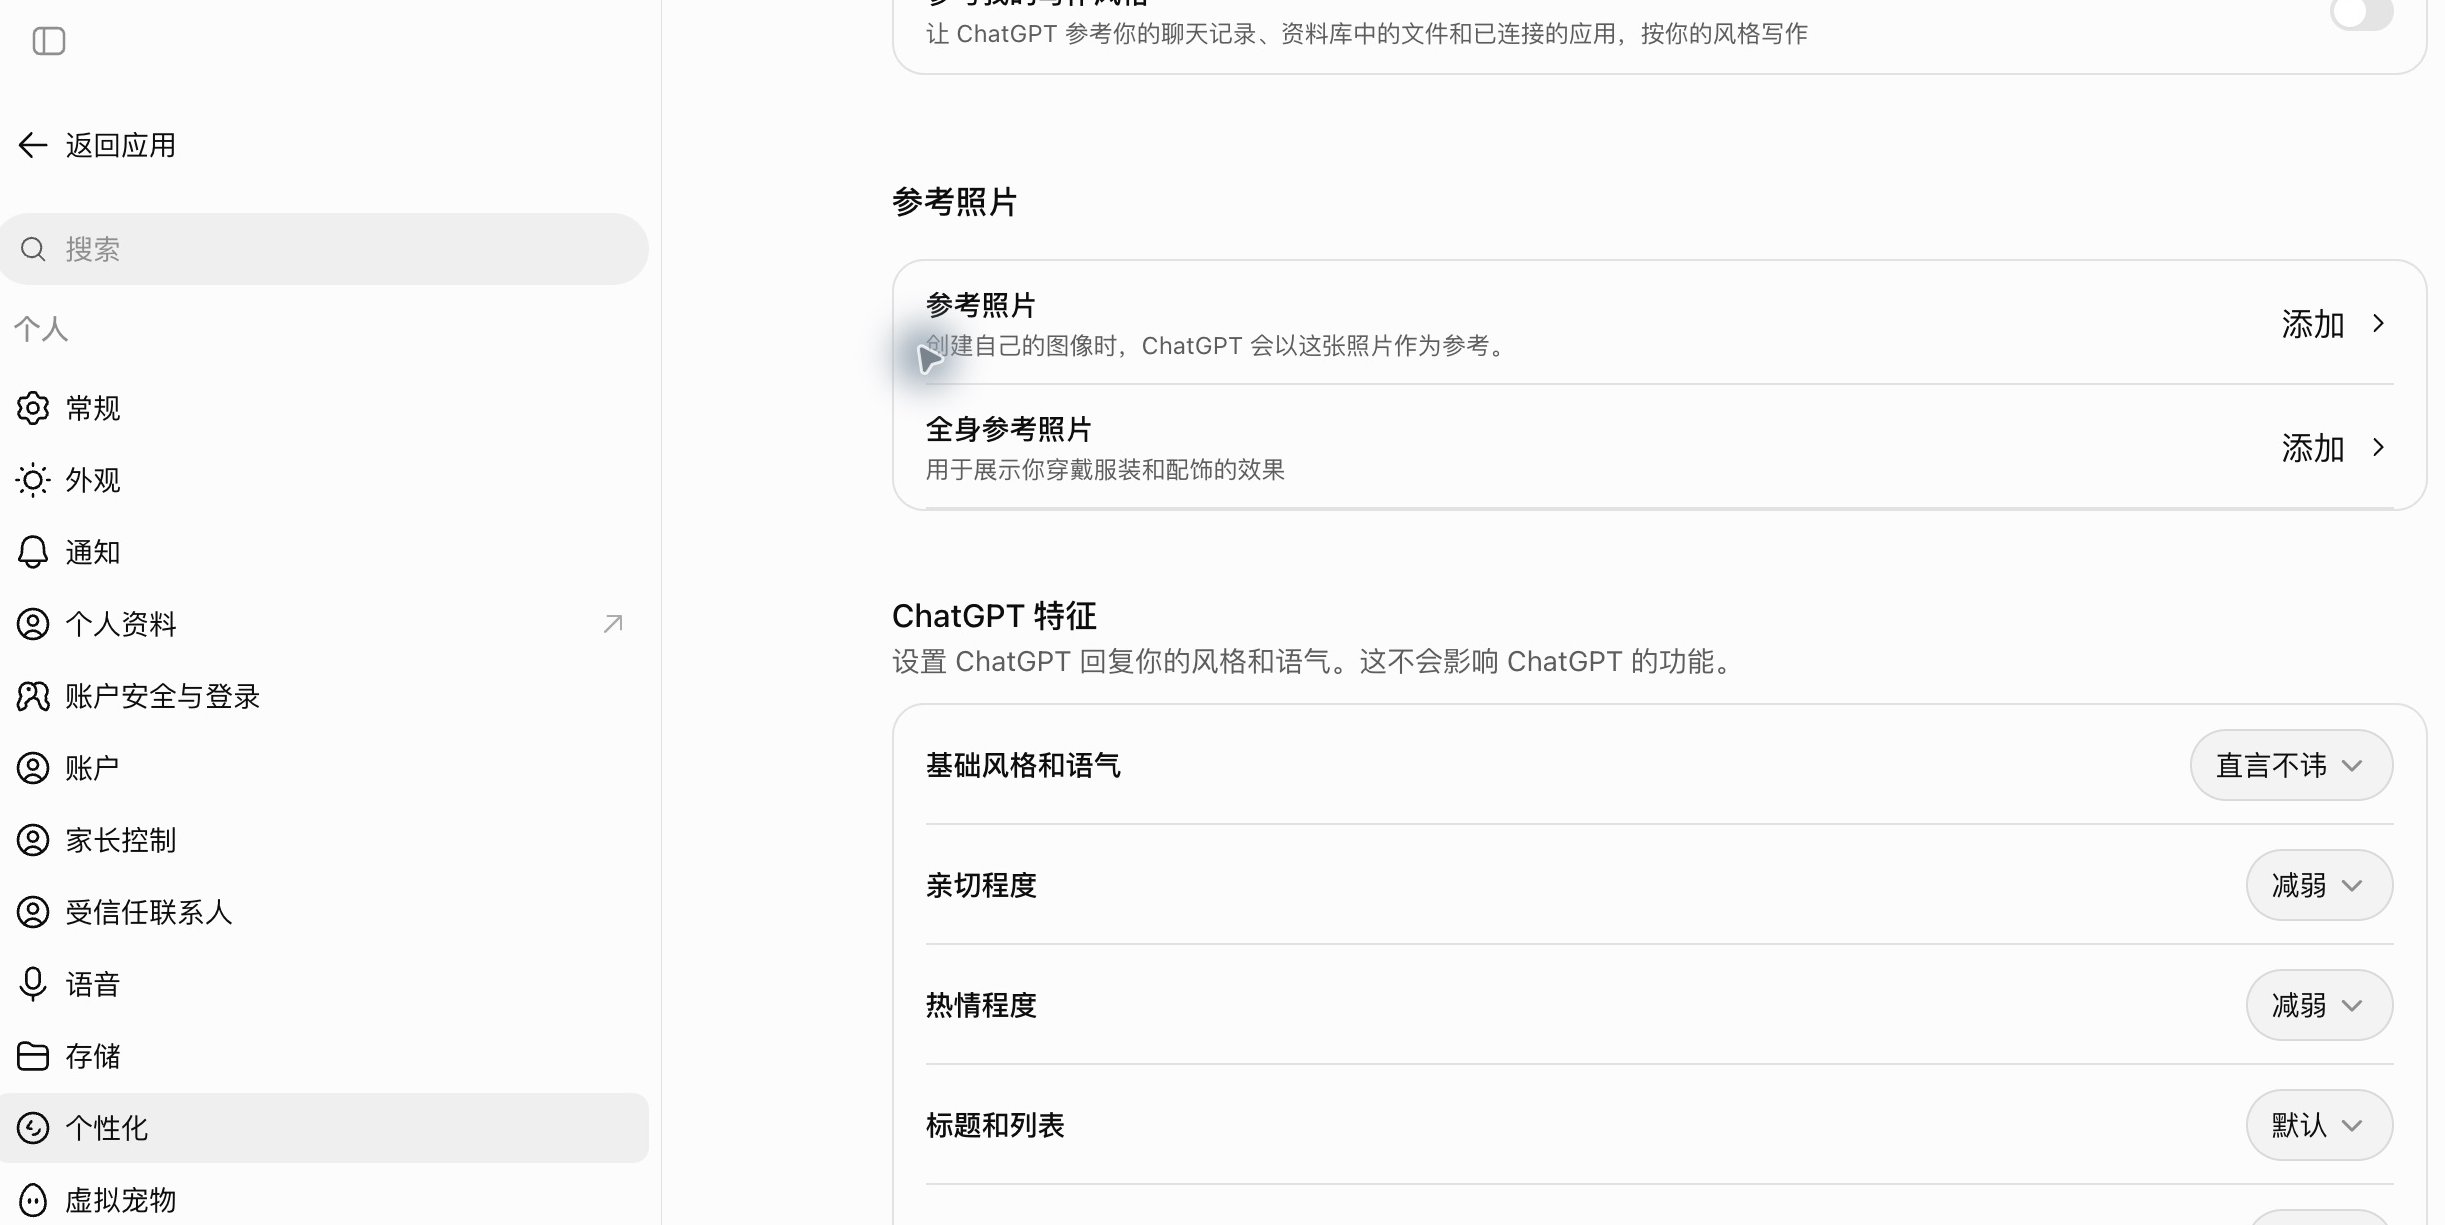 返回应用
搜索
个人
常规
外观
通知
个人资料
账户安全与登录
账户
家长控制
受信任联系人
语音
存储
个性化
虚拟宠物
让 ChatGPT 参考你的聊天记录、资料库中的文件和已连接的应用，按你的风格写作
参考照片
参考照片
创建自己的图像时，ChatGPT 会以这张照片作为参考。
添加
全身参考照片
用于展示你穿戴服装和配饰的效果
添加
ChatGPT 特征
设置 ChatGPT 回复你的风格和语气。这不会影响 ChatGPT 的功能。
基础风格和语气
直言不讳
亲切程度
减弱
热情程度
减弱
标题和列表
默认